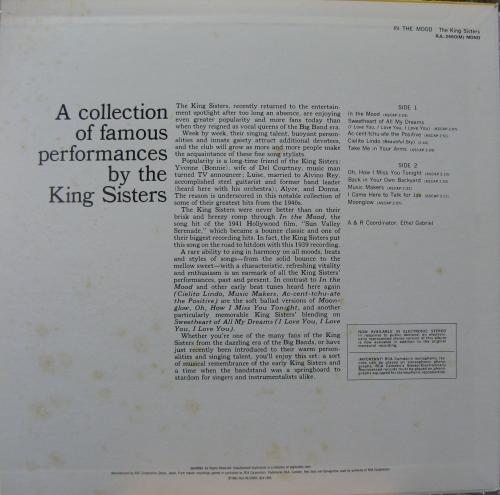 IN THE MOOD The King Sisters
MONO
A collection
of famous
performances
by the
King Sisters
The King Sisters, recently returned to the entertain-
ment spotlight after too long an absence, are enjoying
even greater popularity and more fans today than
when they reigned as vocal queens of the Big Band era.
Week by week, their singing talent, buoyant person-
alities and innate gaiety attract additional devotees,
and the club will grow as more and more people make
the acquaintance of these fine song stylists.
Popularity is a long-time friend of the King Sisters:
Yvonne (Bonnie), wife of Del Courtney, music man
turned TV announcer; Luise, married to Alvino Rey,
accomplished steel guitarist and former band leader
(heard here with his orchestra); Alyce, and Donna.
The reason is underscored in this notable collection of
some of their greatest hits from the 1940s.
The King Sisters were never better than on their
brisk and breezy romp through In the Mood, the
song hit of the 1941 Hollywood film, "Sun Valley
Serenade," which became a bounce classic and one of
their biggest recording hits. In fact, the King Sisters put
this song on the road to hitdom with this 1939 recording.
A rare ability to sing in harmony on all moods, beats
and styles of songs—from the solid bounce to the
mellow sweet—with a characteristic, refreshing vitality
and enthusiasm is an earmark of all the King Sisters'
performances, past and present. In contrast to In the
Mood and other early beat tunes heard here again
(Cielito Lindo, Music Makers, Ac-cent-tchu-ate
the Positive) are the soft ballad versions of Moon-
glow, Oh, How I Miss You Tonight, and another
particularly memorable King Sisters' blending on
Sweetheart of All My Dreams (I Love You, I Love
You, I Love You).
Whether you're one of the many fans of the King
Sisters from the dazzling era of the Big Bands, or have
just recently been introduced to their warm person-
alities and singing talent, you'll enjoy this set: a sort
of musical remembrance of the early King Sisters and
a time when the bandstand was a springboard to
stardom for singers and instrumentalists alike.
SIDE 1
In the Mood
Sweetheart of All My Dreams
(I Love You, I Love You, I Love You)
Ac-cent-tchu-ate the Positive
Cielito Lindo (Beautiful Sky)
Take Me in Your Arms
SIDE 2
Oh, How I Miss You Tonight
Back in Your Own Backyard
Music Makers
I Came Here to Talk for Joe
Moonglow
A & R Coordinator: Ethel Gabriel
NOW AVAILABLE IN ELECTRONIC STEREO